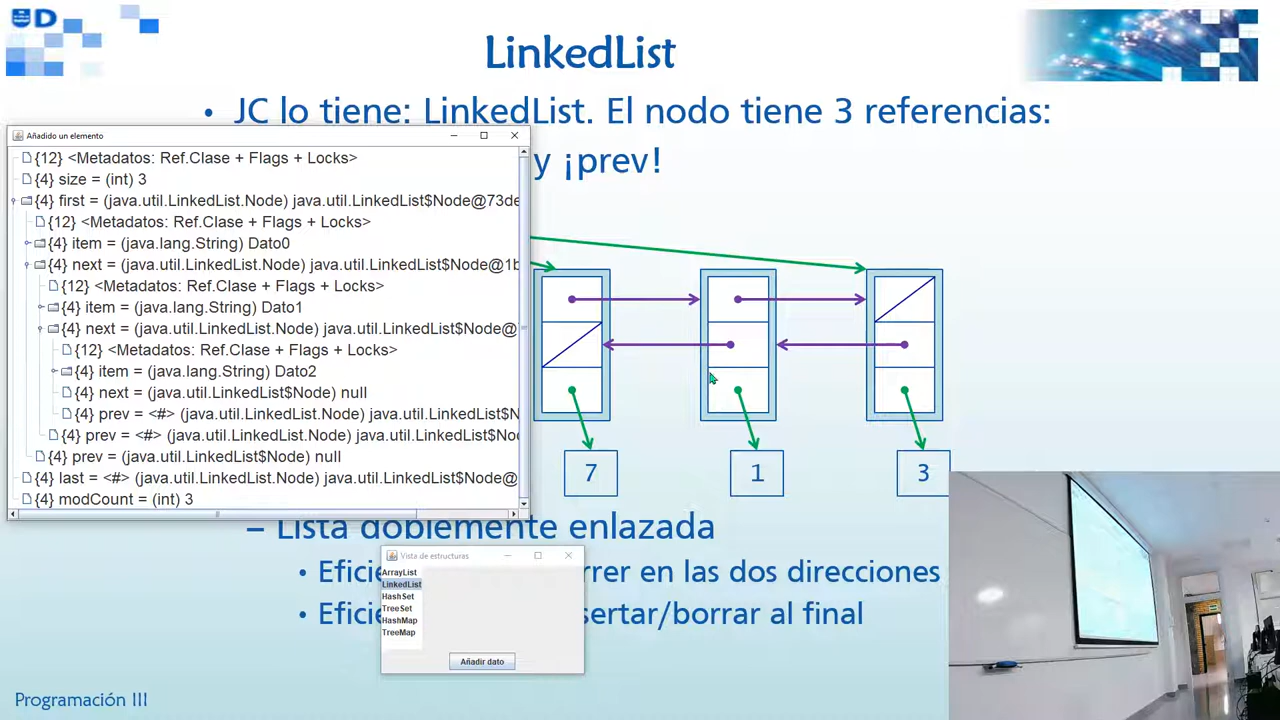 D
LinkedList
• JC lo tiene: LinkedList. El nodo tiene 3 referencias:
y ¡prev!
Añadido un elemento
{12} <Metadatos: Ref.Clase + Flags + Locks>
{4} size = (int) 3
{4} first = (java.util.LinkedList.Node) java.util.LinkedList$Node@73de
{12} <Metadatos: Ref.Clase + Flags + Locks>
{4} item = (java.lang.String) Dato0
{4} next = (java.util.LinkedList.Node) java.util.LinkedList$Node@1b
{12} <Metadatos: Ref.Clase + Flags + Locks>
{4} item = (java.lang.String) Dato1
{4} next = (java.util.LinkedList.Node) java.util.LinkedList$Node@
{12} <Metadatos: Ref.Clase + Flags + Locks>
{4} item = (java.lang.String) Dato2
{4} next = (java.util.LinkedList$Node) null
{4} prev = <#> (java.util.LinkedList.Node) java.util.LinkedList$N
{4} prev = <#> (java.util.LinkedList.Node) java.util.LinkedList$No
{4} prev = (java.util.LinkedList$Node) null
{4} last = <#> (java.util.LinkedList.Node) java.util.LinkedList$Node@
{4} modCount = (int) 3
7 1 3
– Lista doblemente enlazada
• Efici rrer en las dos direcciones
• Efici sertar/borrar al final
Vista de estructuras
ArrayList
LinkedList
HashSet
TreeSet
HashMap
TreeMap
Añadir dato
Programación III